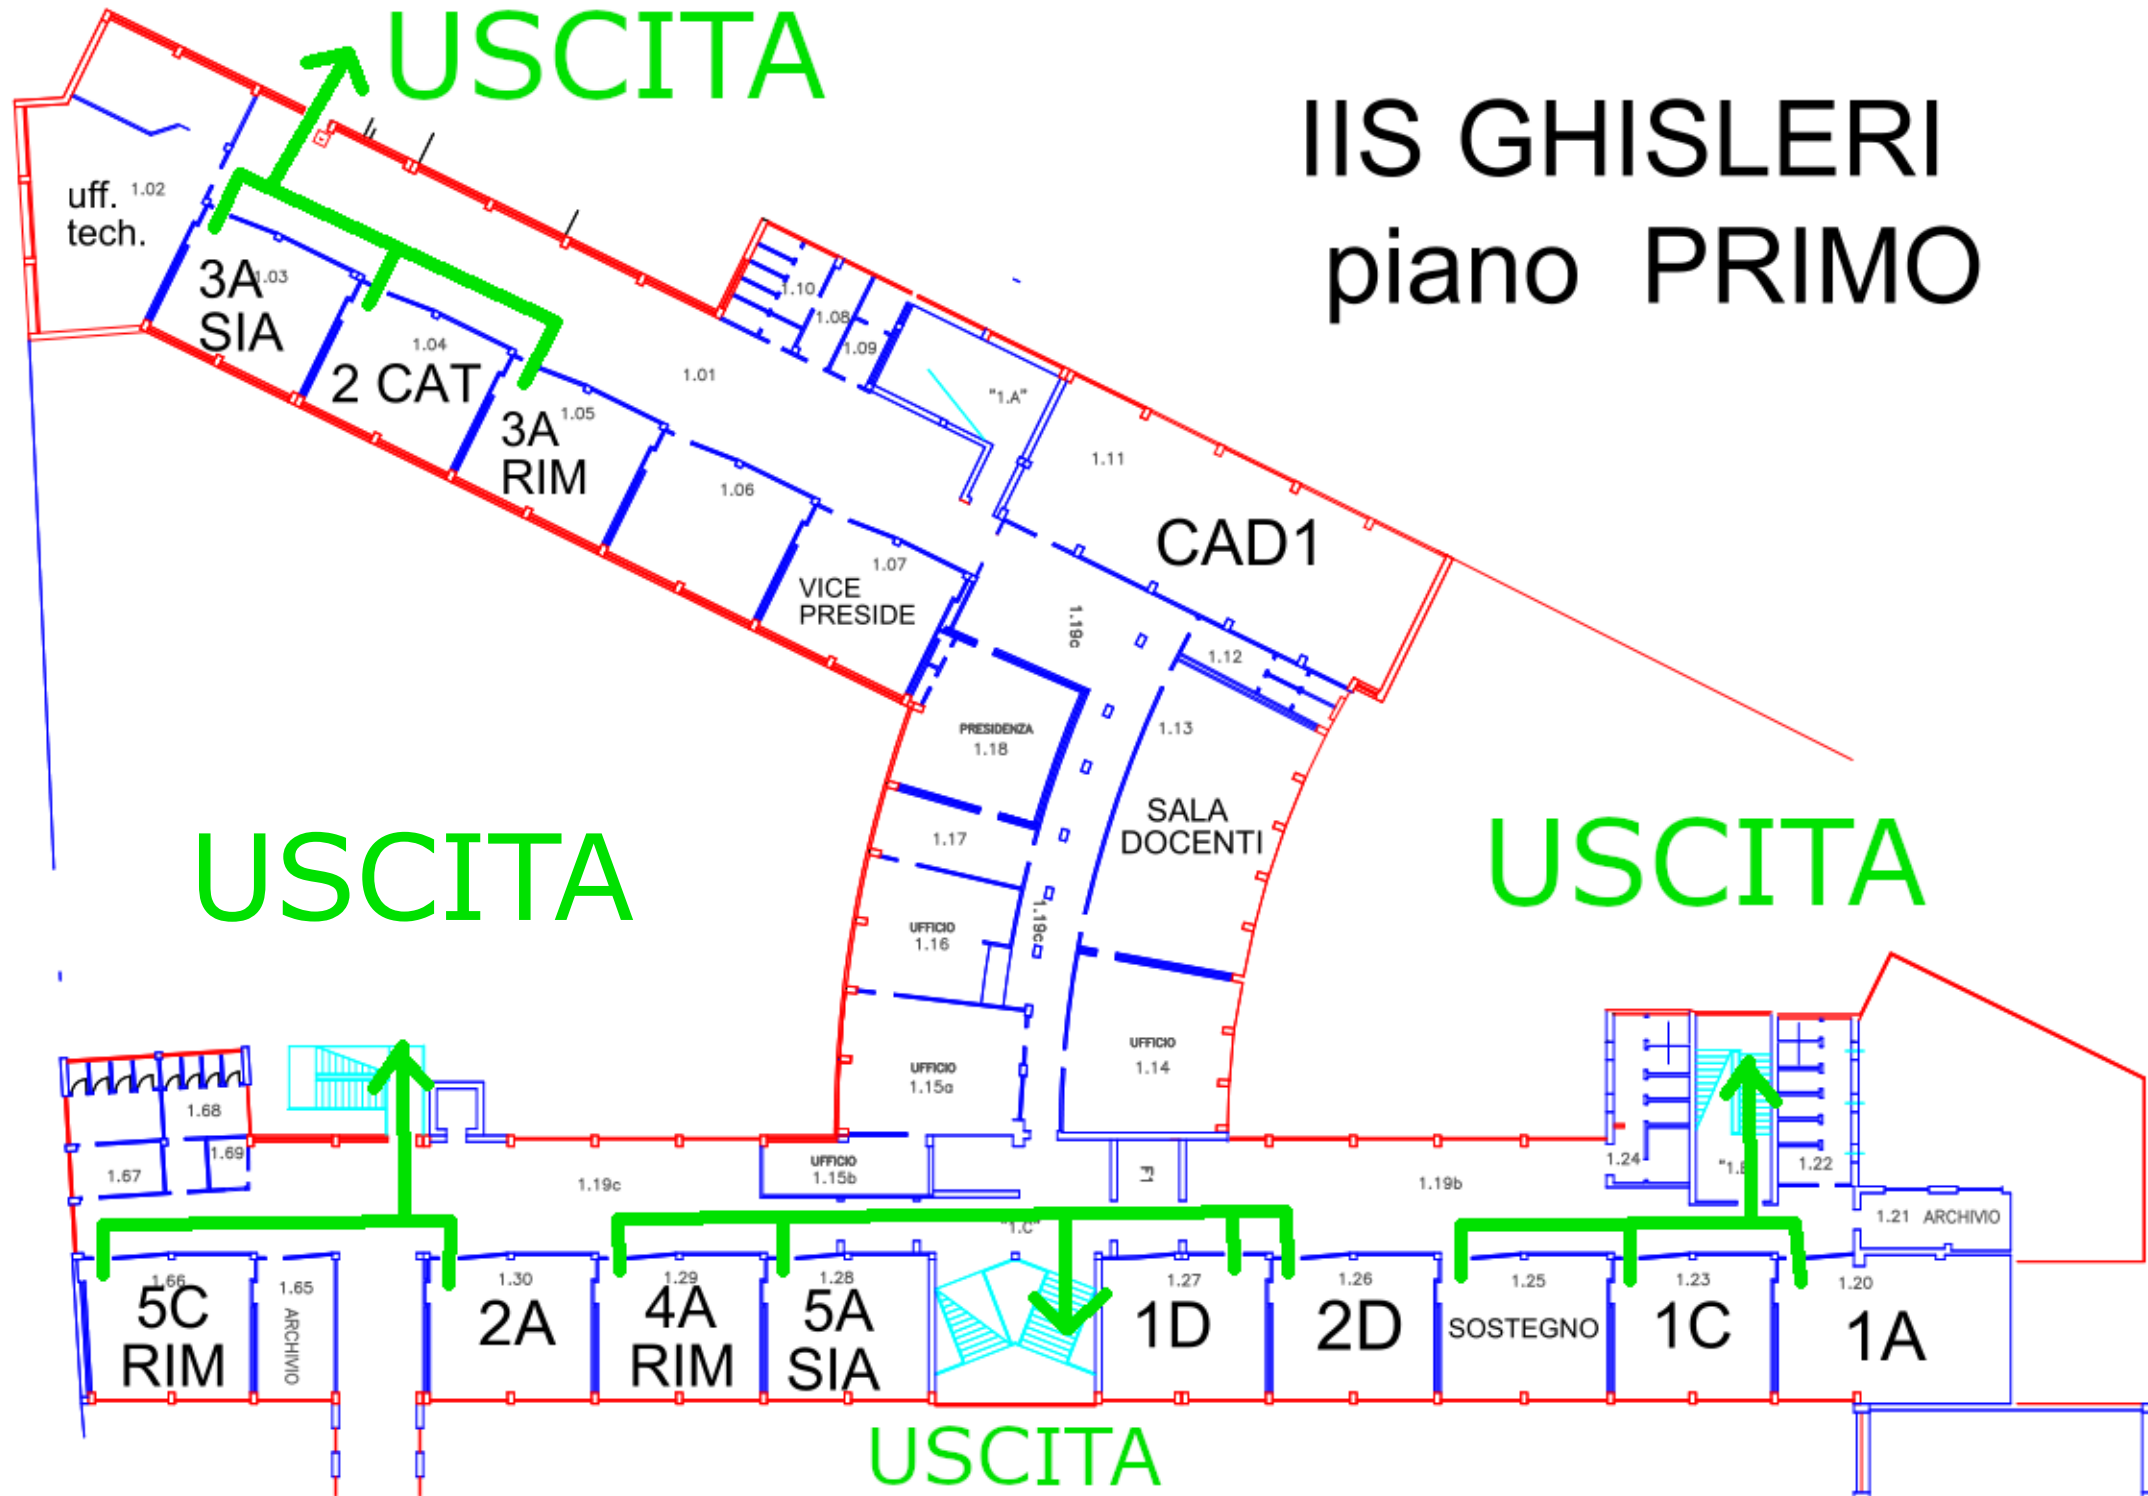 USCITA
IIS GHISLERI
piano PRIMO
uff. 1.02
tech.
3A 1.03
SIA
1.04
2 CAT
1.05
3A
RIM
1.01
1.10
1.08
1.09
"1.A"
1.11
CAD1
1.06
1.07
VICE
PRESIDE
1.19c
1.12
1.13
PRESIDENZA
1.18
SALA
DOCENTI
1.17
USCITA
USCITA
UFFICIO
1.16
1.19c
UFFICIO
1.14
UFFICIO
1.15a
1.68
1.69
1.67
UFFICIO
1.15b
1.19c
F1
1.19b
1.24
1.22
1.21 ARCHIVIO
"1.C"
1.66
5C
RIM
1.65
ARCHIVIO
1.30
2A
1.29
4A
RIM
1.28
5A
SIA
1.27
1D
1.26
2D
1.25
SOSTEGNO
1.23
1C
1.20
1A
USCITA